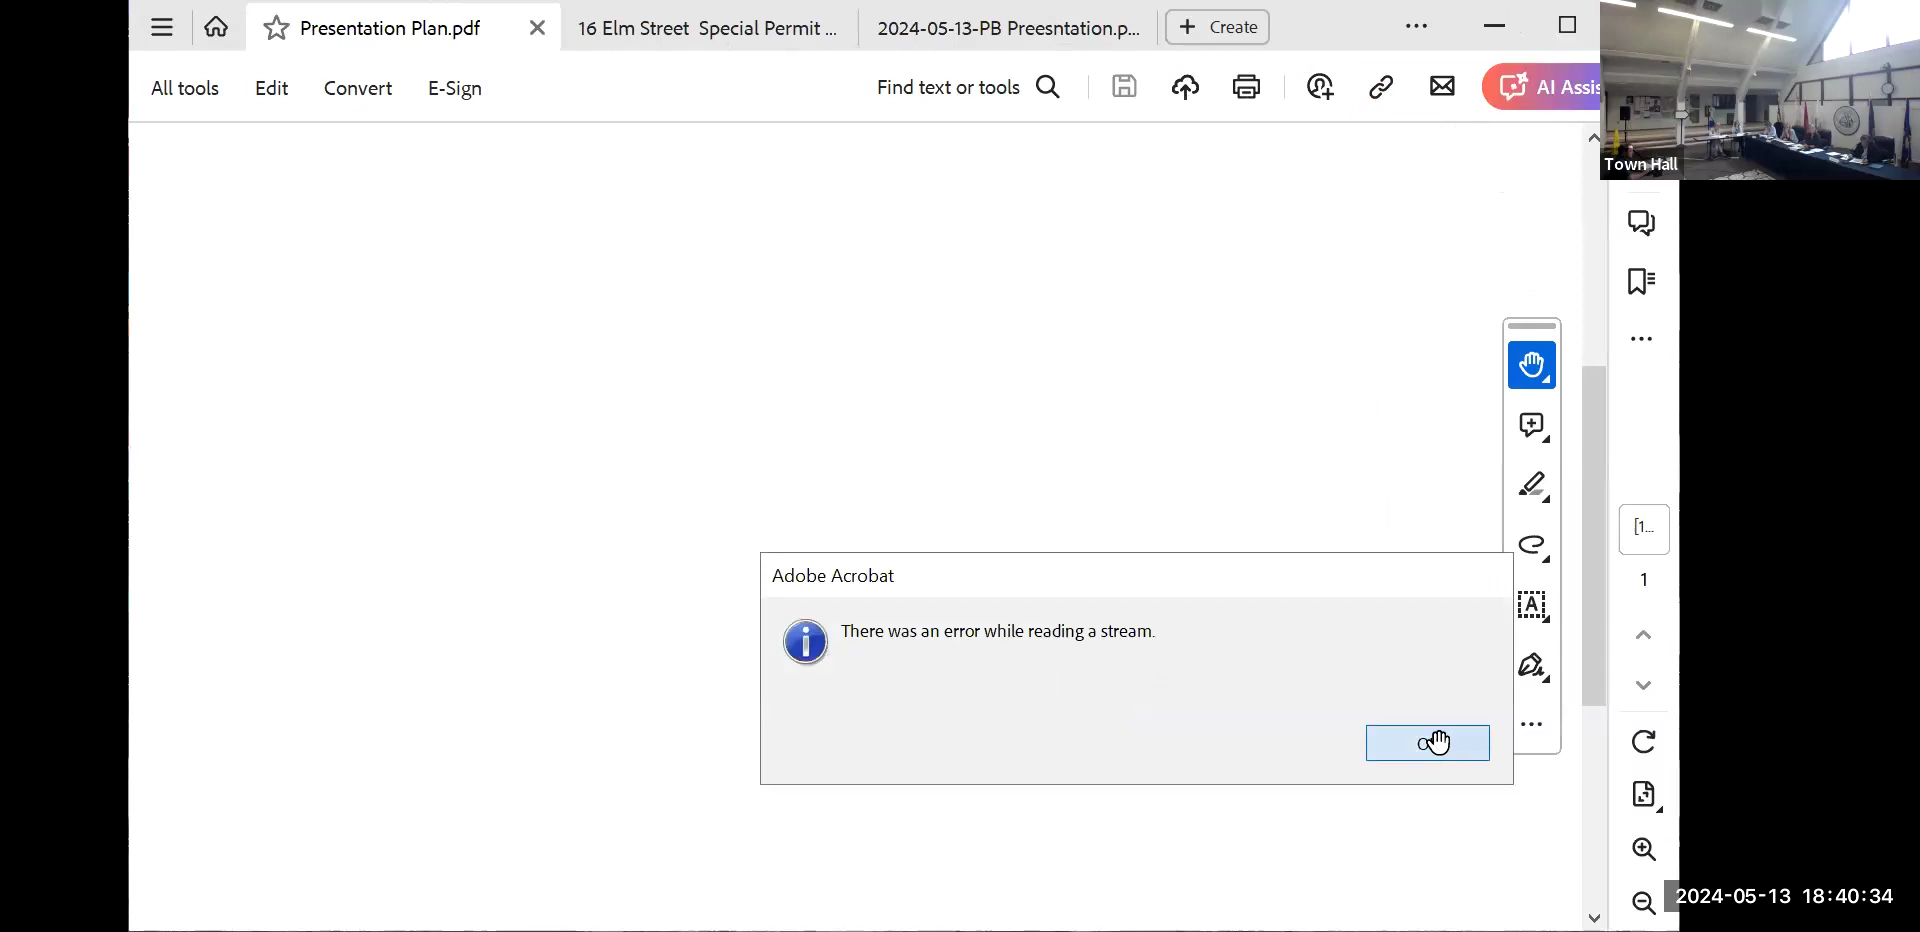 Presentation Plan.pdf
16 Elm Street Special Permit ...
2024-05-13-PB Preesntation.p...
+ Create
All tools
Edit
Convert
E-Sign
Find text or tools
AI Assis
Town Hall
Adobe Acrobat
There was an error while reading a stream.
[1...
1
2024-05-13 18:40:34